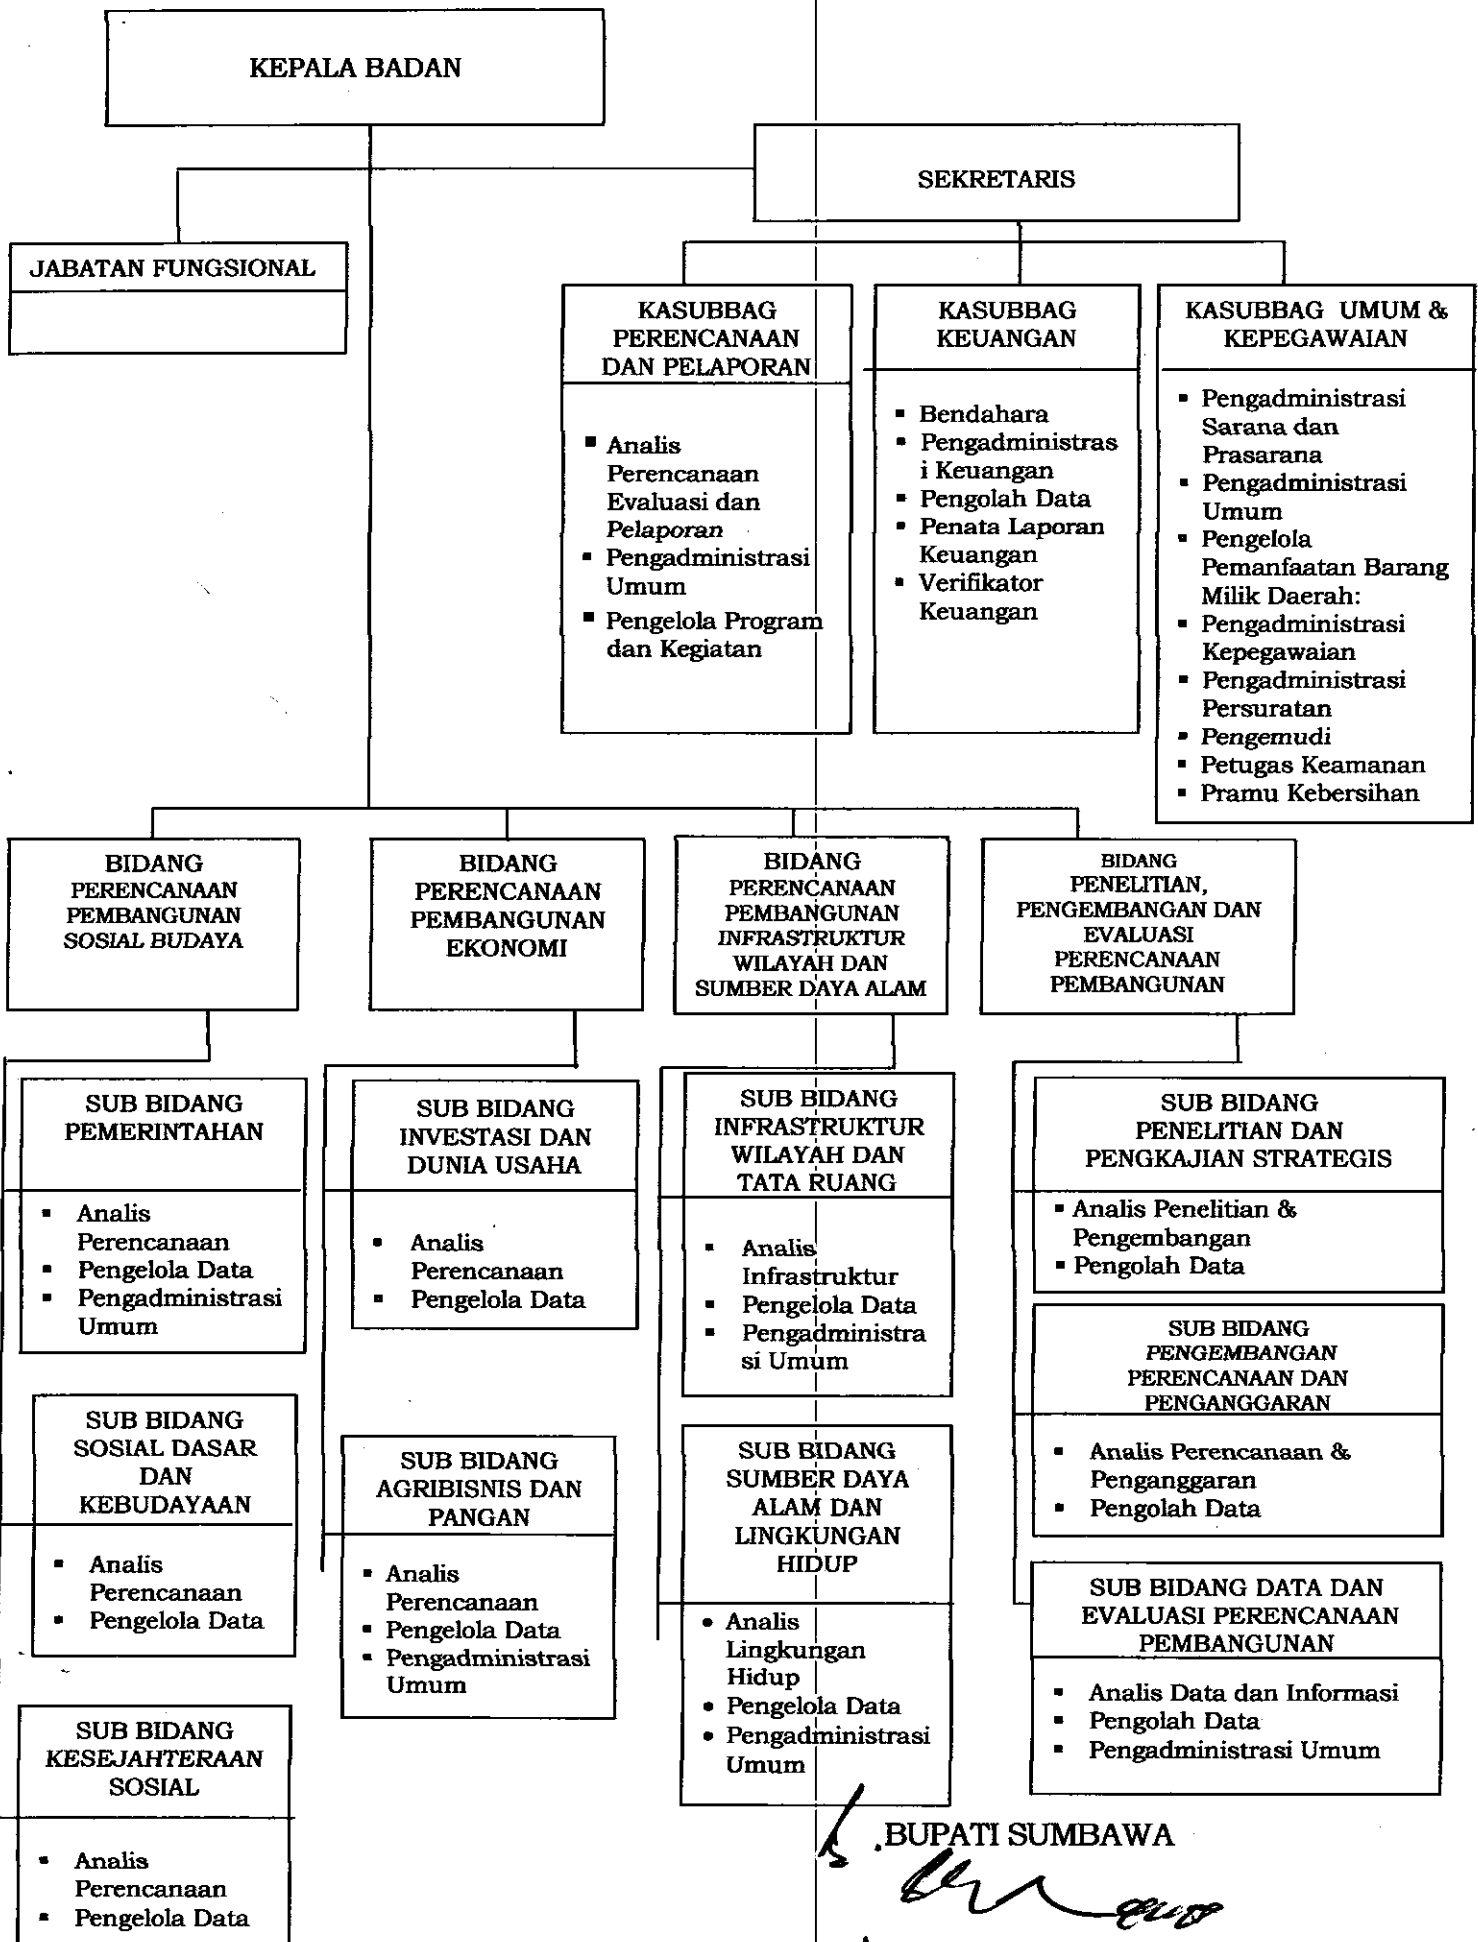 KEPALA BADAN
SEKRETARIS
JABATAN FUNGSIONAL
KASUBBAG
PERENCANAAN
DAN PELAPORAN
▪ Analis
Perencanaan
Evaluasi dan
Pelaporan
▪ Pengadministrasi
Umum
▪ Pengelola Program
dan Kegiatan
KASUBBAG
KEUANGAN
▪ Bendahara
▪ Pengadministras
i Keuangan
▪ Pengolah Data
▪ Penata Laporan
Keuangan
▪ Verifikator
Keuangan
KASUBBAG UMUM &
KEPEGAWAIAN
▪ Pengadministrasi
Sarana dan
Prasarana
▪ Pengadministrasi
Umum
▪ Pengelola
Pemanfaatan Barang
Milik Daerah:
▪ Pengadministrasi
Kepegawaian
▪ Pengadministrasi
Persuratan
▪ Pengemudi
▪ Petugas Keamanan
▪ Pramu Kebersihan
BIDANG
PERENCANAAN
PEMBANGUNAN
SOSIAL BUDAYA
BIDANG
PERENCANAAN
PEMBANGUNAN
EKONOMI
BIDANG
PERENCANAAN
PEMBANGUNAN
INFRASTRUKTUR
WILAYAH DAN
SUMBER DAYA ALAM
BIDANG
PENELITIAN,
PENGEMBANGAN DAN
EVALUASI
PERENCANAAN
PEMBANGUNAN
SUB BIDANG
PEMERINTAHAN
▪ Analis
Perencanaan
▪ Pengelola Data
▪ Pengadministrasi
Umum
SUB BIDANG
SOSIAL DASAR
DAN
KEBUDAYAAN
▪ Analis
Perencanaan
▪ Pengelola Data
SUB BIDANG
KESEJAHTERAAN
SOSIAL
▪ Analis
Perencanaan
▪ Pengelola Data
SUB BIDANG
INVESTASI DAN
DUNIA USAHA
▪ Analis
Perencanaan
▪ Pengelola Data
SUB BIDANG
AGRIBISNIS DAN
PANGAN
▪ Analis
Perencanaan
▪ Pengelola Data
▪ Pengadministrasi
Umum
SUB BIDANG
INFRASTRUKTUR
WILAYAH DAN
TATA RUANG
▪ Analis
Infrastruktur
▪ Pengelola Data
▪ Pengadministra
si Umum
SUB BIDANG
SUMBER DAYA
ALAM DAN
LINGKUNGAN
HIDUP
• Analis
Lingkungan
Hidup
• Pengelola Data
• Pengadministrasi
Umum
SUB BIDANG
PENELITIAN DAN
PENGKAJIAN STRATEGIS
▪ Analis Penelitian &
Pengembangan
▪ Pengolah Data
SUB BIDANG
PENGEMBANGAN
PERENCANAAN DAN
PENGANGGARAN
▪ Analis Perencanaan &
Penganggaran
▪ Pengolah Data
SUB BIDANG DATA DAN
EVALUASI PERENCANAAN
PEMBANGUNAN
▪ Analis Data dan Informasi
▪ Pengolah Data
▪ Pengadministrasi Umum
BUPATI SUMBAWA